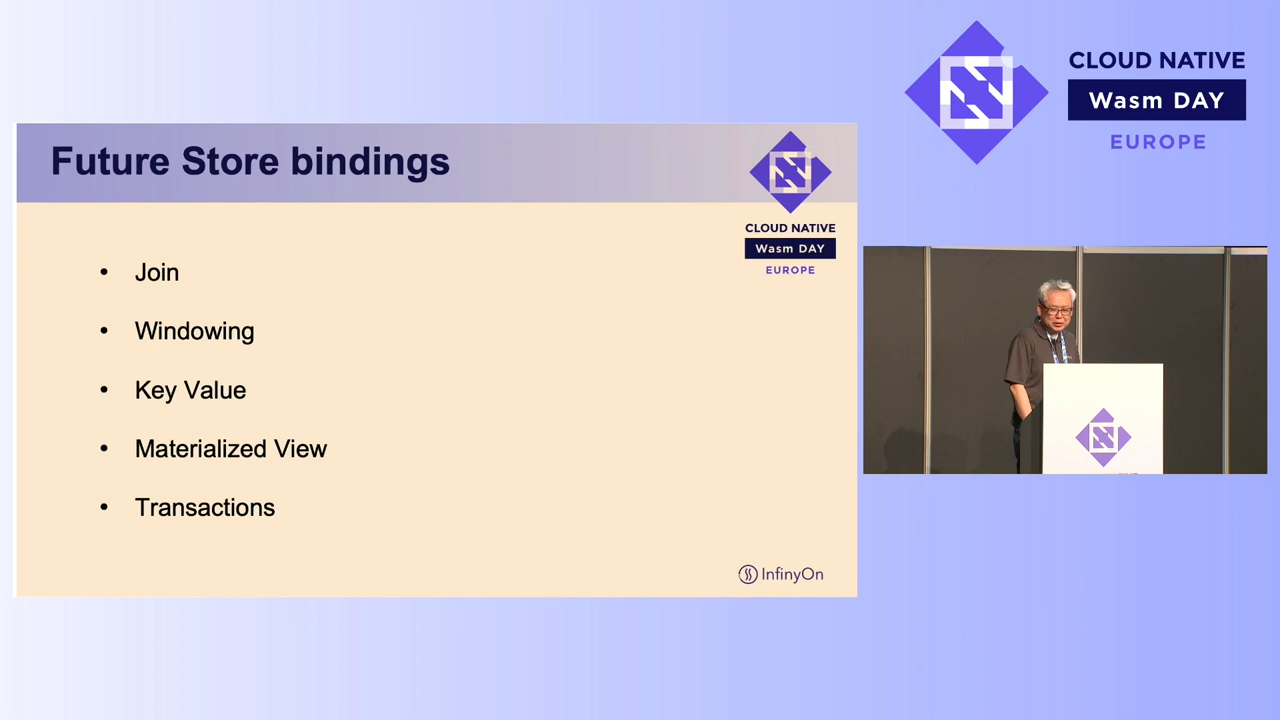 CLOUD NATIVE
Wasm DAY
EUROPE
Future Store bindings
CLOUD NATIVE
Wasm DAY
EUROPE
• Join
• Windowing
• Key Value
• Materialized View
• Transactions
InfinyOn